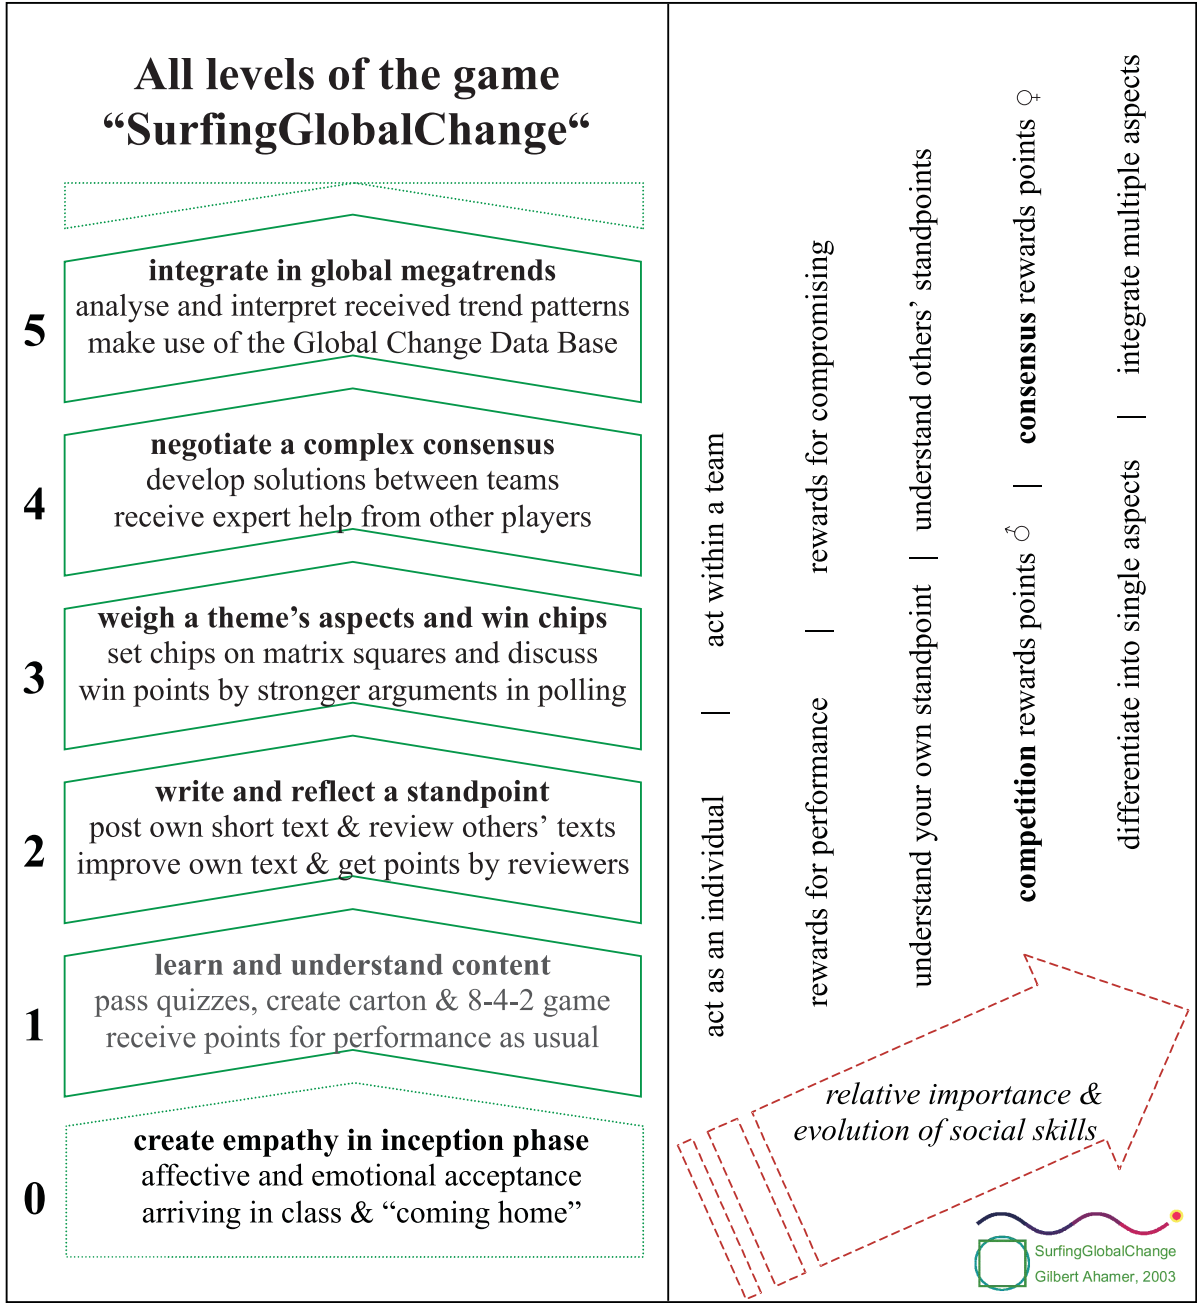 All levels of the game
“SurfingGlobalChange“
5
integrate in global megatrends
analyse and interpret received trend patterns
make use of the Global Change Data Base
4
negotiate a complex consensus
develop solutions between teams
receive expert help from other players
3
weigh a theme’s aspects and win chips
set chips on matrix squares and discuss
win points by stronger arguments in polling
2
write and reflect a standpoint
post own short text & review others’ texts
improve own text & get points by reviewers
1
learn and understand content
pass quizzes, create carton & 8-4-2 game
receive points for performance as usual
0
create empathy in inception phase
affective and emotional acceptance
arriving in class & “coming home”
act as an individual | act within a team
rewards for performance | rewards for compromising
understand your own standpoint | understand others’ standpoints
competition rewards points ♂ | consensus rewards points ♀
differentiate into single aspects | integrate multiple aspects
relative importance &
evolution of social skills
SurfingGlobalChange
Gilbert Ahamer, 2003